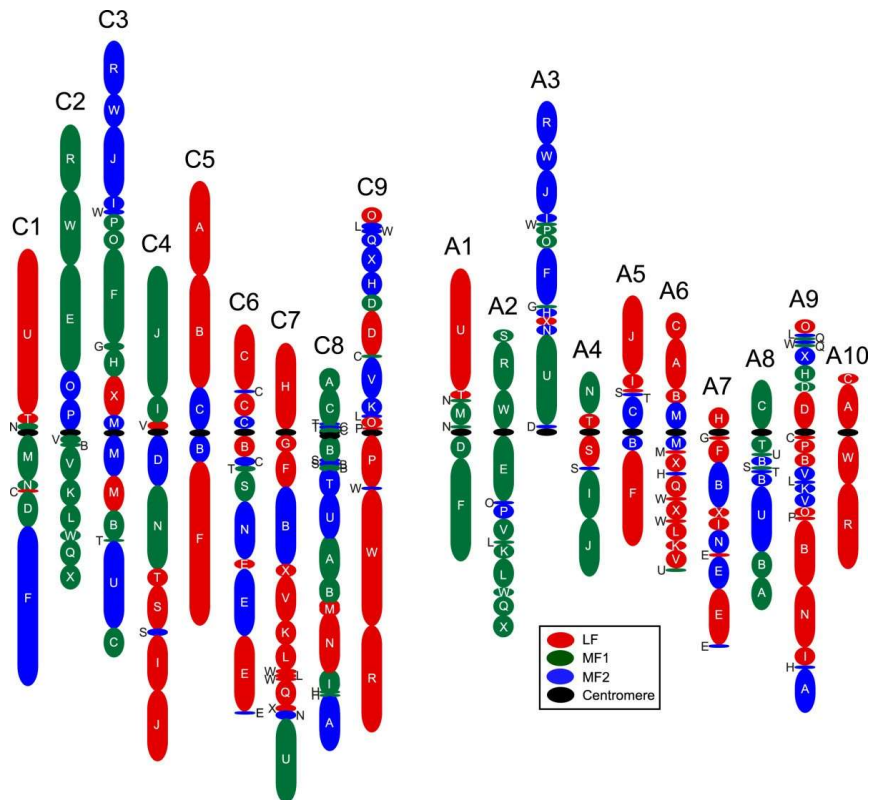 C1
U
T
N
M
N
C
D
F
C2
R
W
E
O
P
V
B
V
K
L
W
Q
X
C3
R
W
J
I
W
P
O
F
G
H
X
M
M
M
B
T
U
C
C4
J
I
V
D
N
T
S
S
I
J
C5
A
B
C
B
F
C6
C
C
C
C
B
C
T
S
N
E
E
E
E
C7
H
G
F
B
X
V
K
L
W
L
W
Q
X
N
U
C8
A
C
B
T
U
A
B
M
N
I
H
A
C9
O
L
W
Q
X
H
D
D
C
V
K
L
O
P
W
W
R
A1
U
T
N
M
N
D
F
A2
S
R
W
E
O
P
V
L
K
L
W
Q
X
A3
R
W
J
I
W
P
O
F
G
H
X
N
U
D
A4
N
T
S
S
I
J
A5
J
I
S
T
C
B
F
A6
C
A
B
M
M
M
X
H
Q
W
X
W
L
K
V
U
A7
H
G
F
B
X
I
N
E
E
E
E
A8
C
T
U
B
S
T
B
U
B
A
A9
O
L
Q
W
Q
X
H
D
D
C
P
B
V
L
K
V
O
P
B
N
I
H
A
A10
C
A
W
R
LF
MF1
MF2
Centromere